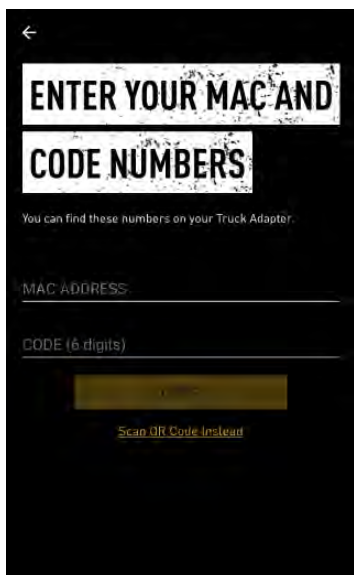 ENTER YOUR MAC AND
CODE NUMBERS
You can find these numbers on your Truck Adapter.
MAC ADDRESS
CODE (6 digits)
Scan QR Code Instead